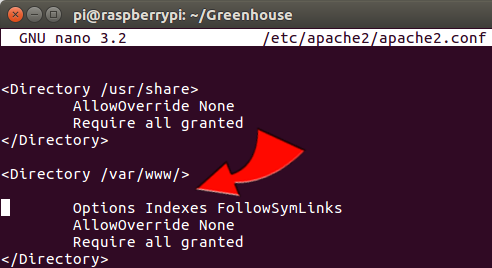 pi@raspberrypi: ~/Greenhouse
GNU nano 3.2 /etc/apache2/apache2.conf
<Directory /usr/share>
AllowOverride None
Require all granted
</Directory>
<Directory /var/www/>
Options Indexes FollowSymLinks
AllowOverride None
Require all granted
</Directory>